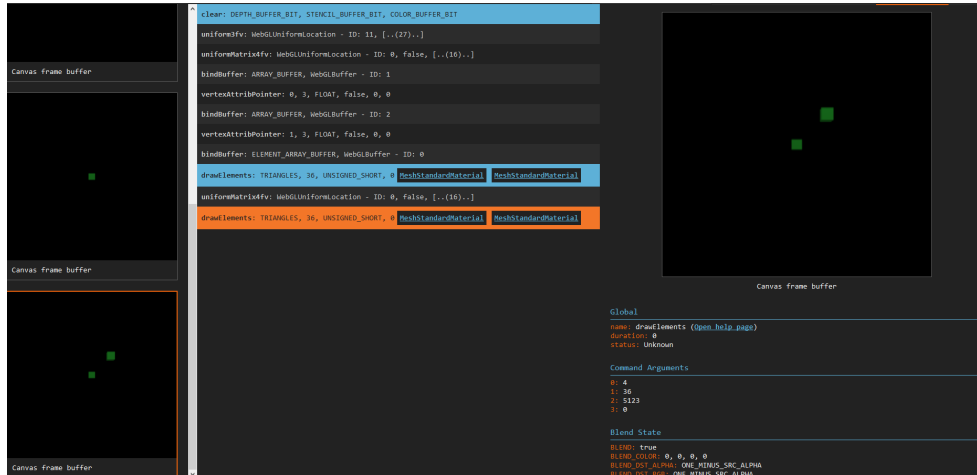 Canvas frame buffer
Canvas frame buffer
Canvas frame buffer
clear: DEPTH_BUFFER_BIT, STENCIL_BUFFER_BIT, COLOR_BUFFER_BIT
uniform3fv: WebGLUniformLocation - ID: 11, [..(27)..]
uniformMatrix4fv: WebGLUniformLocation - ID: 0, false, [..(16)..]
bindBuffer: ARRAY_BUFFER, WebGLBuffer - ID: 1
vertexAttribPointer: 0, 3, FLOAT, false, 0, 0
bindBuffer: ARRAY_BUFFER, WebGLBuffer - ID: 2
vertexAttribPointer: 1, 3, FLOAT, false, 0, 0
bindBuffer: ELEMENT_ARRAY_BUFFER, WebGLBuffer - ID: 0
drawElements: TRIANGLES, 36, UNSIGNED_SHORT, 0 MeshStandardMaterial MeshStandardMaterial
uniformMatrix4fv: WebGLUniformLocation - ID: 0, false, [..(16)..]
drawElements: TRIANGLES, 36, UNSIGNED_SHORT, 0 MeshStandardMaterial MeshStandardMaterial
Canvas frame buffer
Global
name: drawElements (Open help page)
duration: 0
status: Unknown
Command Arguments
0: 4
1: 36
2: 5123
3: 0
Blend State
BLEND: true
BLEND_COLOR: 0, 0, 0, 0
BLEND_DST_ALPHA: ONE_MINUS_SRC_ALPHA
BLEND_DST_RGB: ONE_MINUS_SRC_ALPHA